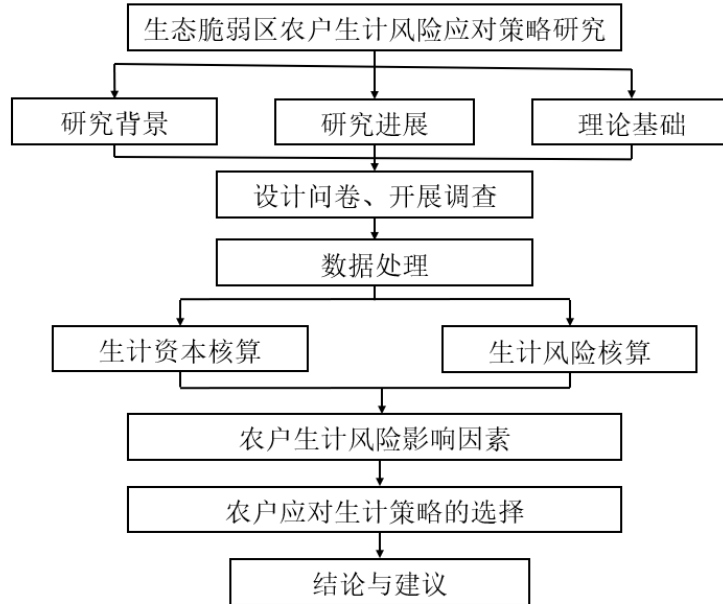 生态脆弱区农户生计风险应对策略研究
研究背景
研究进展
理论基础
设计问卷、开展调查
数据处理
生计资本核算
生计风险核算
农户生计风险影响因素
农户应对生计策略的选择
结论与建议